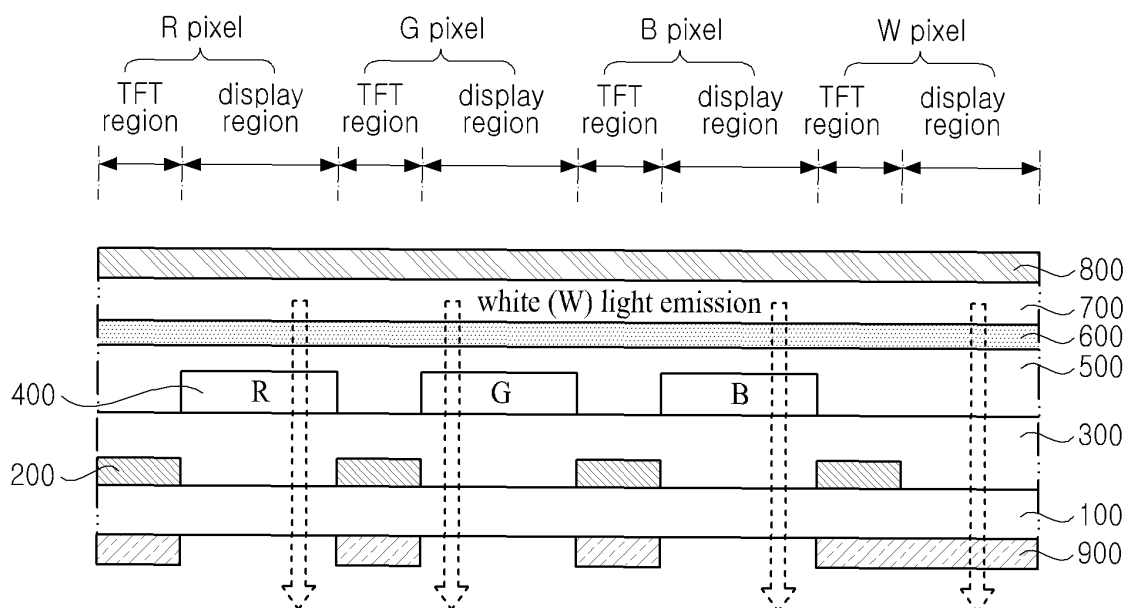 R pixel G pixel B pixel W pixel
TFT region display region TFT region display region TFT region display region TFT region display region
800
white (W) light emission 700
600
500
400 R G B
300
200
100
900